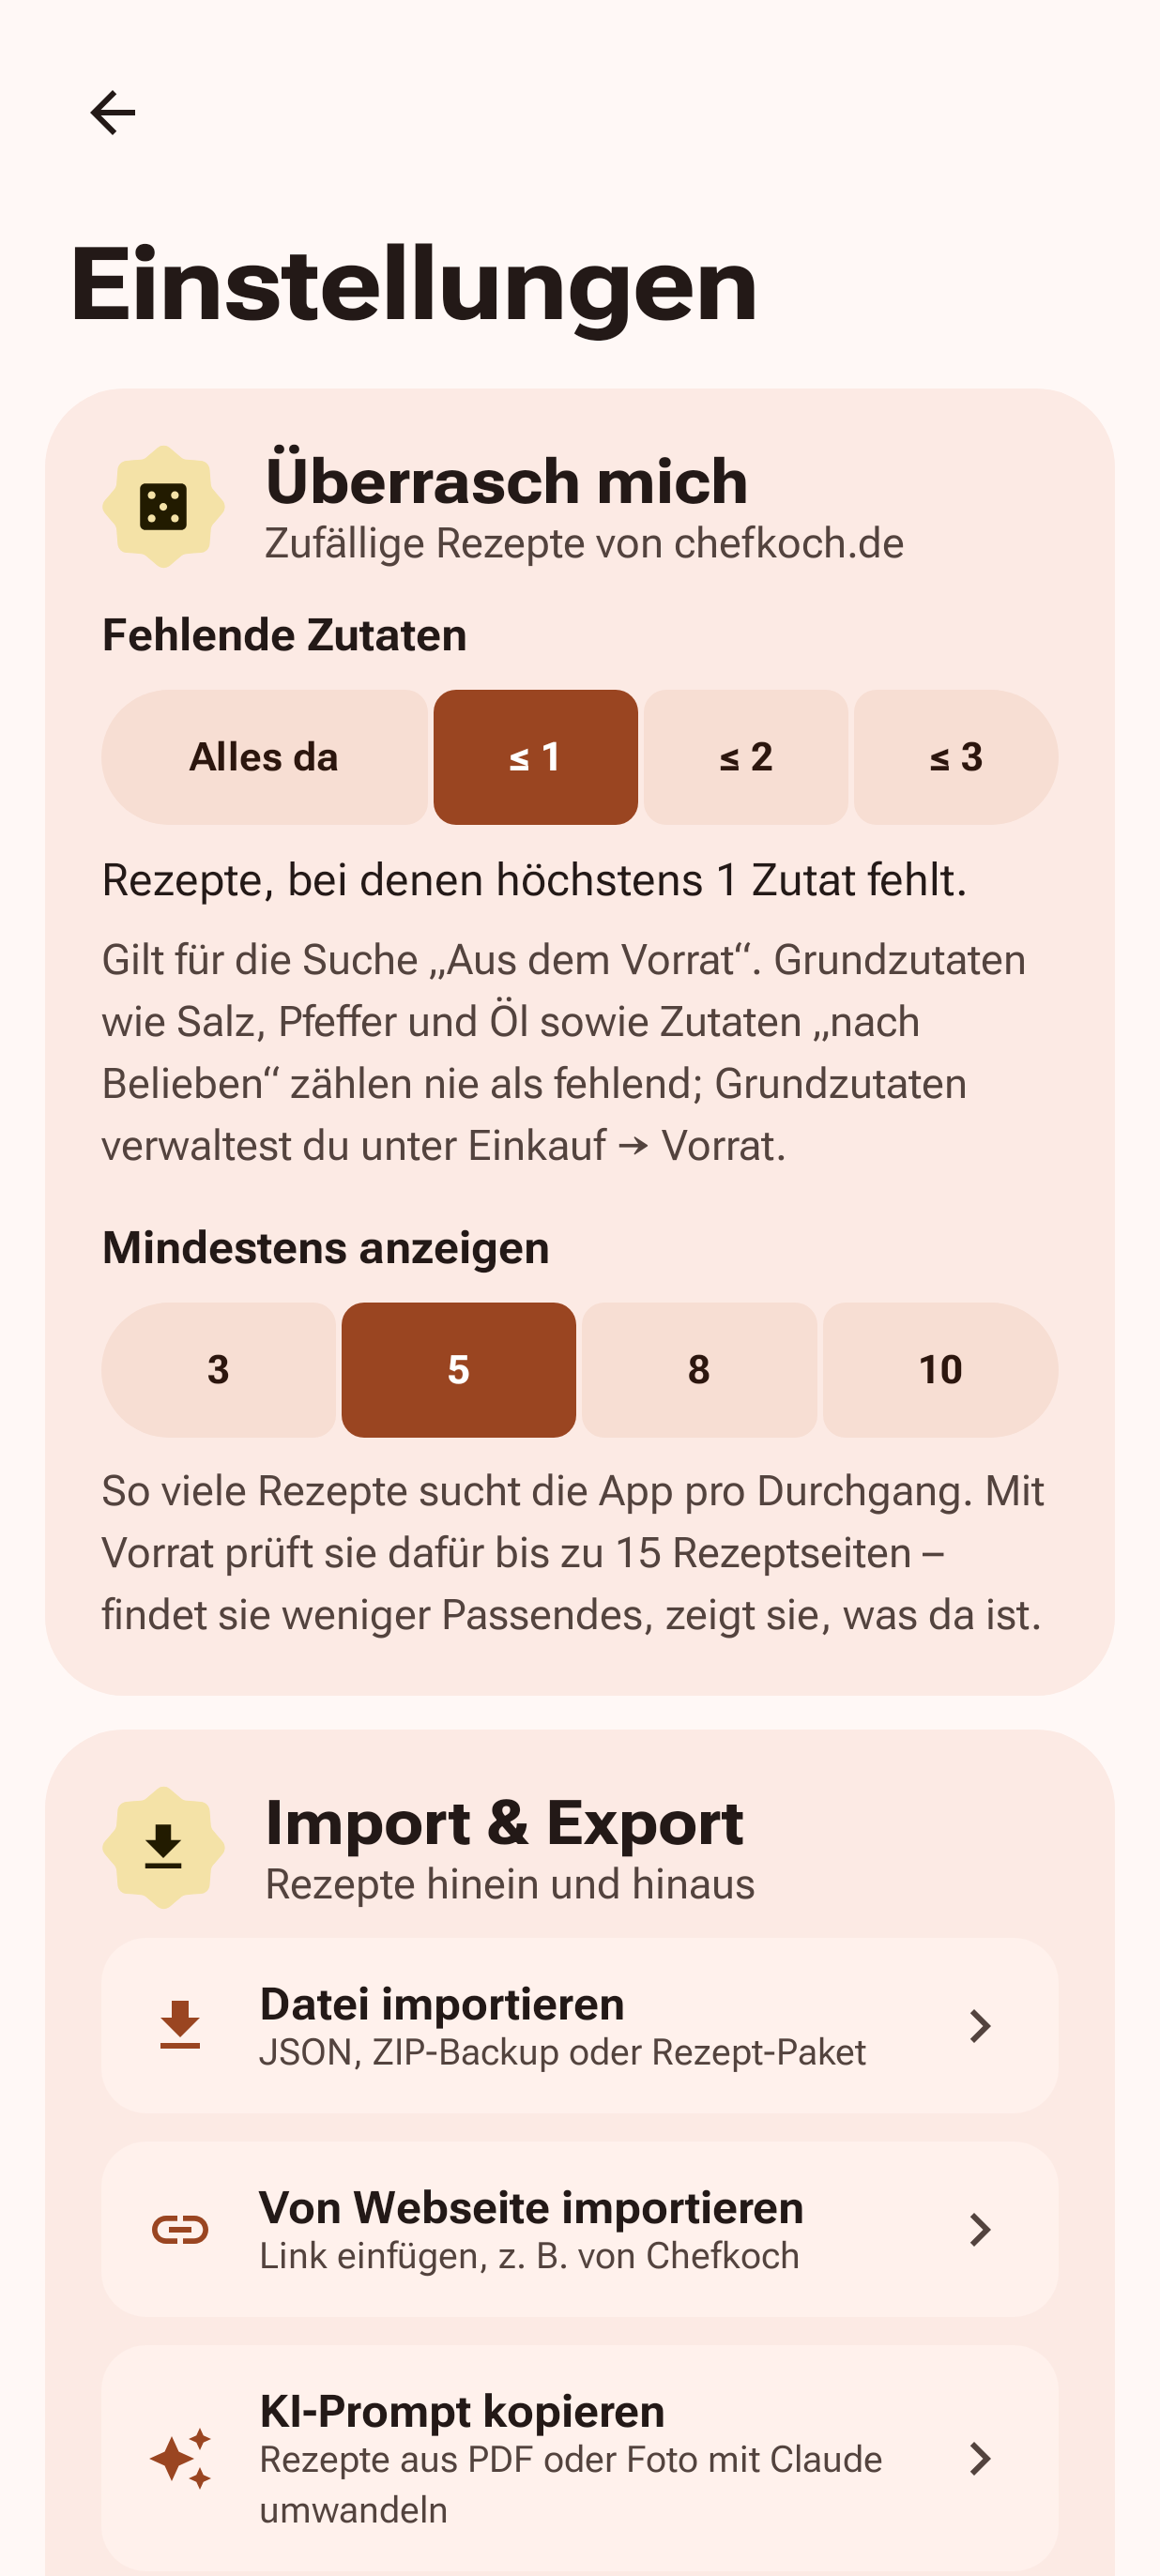 Einstellungen
Überrasch mich
Zufällige Rezepte von chefkoch.de
Fehlende Zutaten
Alles da
≤ 1
≤ 2
≤ 3
Rezepte, bei denen höchstens 1 Zutat fehlt.
Gilt für die Suche „Aus dem Vorrat“. Grundzutaten
wie Salz, Pfeffer und Öl sowie Zutaten „nach
Belieben“ zählen nie als fehlend; Grundzutaten
verwaltest du unter Einkauf → Vorrat.
Mindestens anzeigen
3
5
8
10
So viele Rezepte sucht die App pro Durchgang. Mit
Vorrat prüft sie dafür bis zu 15 Rezeptseiten –
findet sie weniger Passendes, zeigt sie, was da ist.
Import & Export
Rezepte hinein und hinaus
Datei importieren
JSON, ZIP-Backup oder Rezept-Paket
Von Webseite importieren
Link einfügen, z. B. von Chefkoch
KI-Prompt kopieren
Rezepte aus PDF oder Foto mit Claude
umwandeln